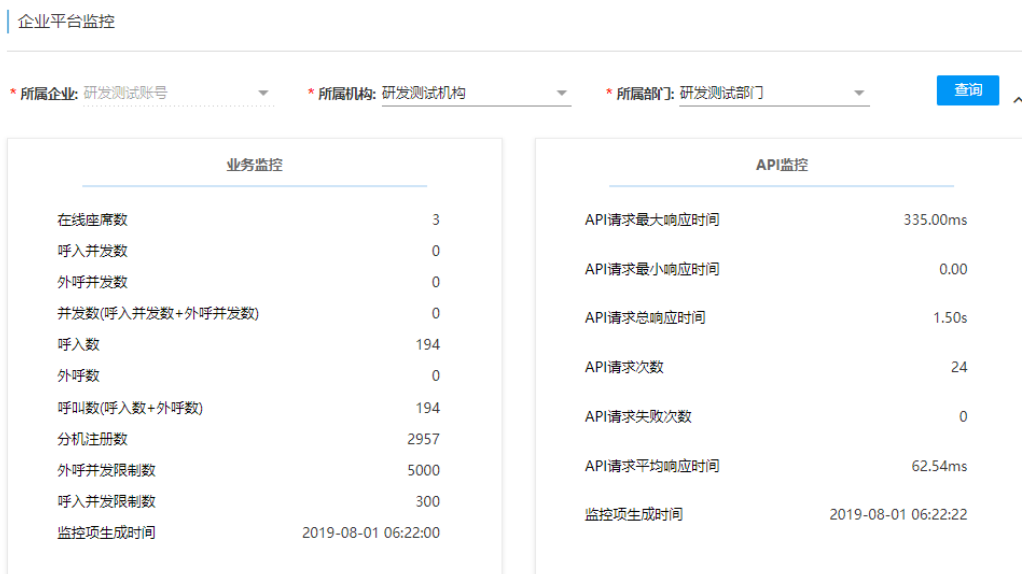 企业平台监控
* 所属企业: 研发测试账号 * 所属机构: 研发测试机构 * 所属部门: 研发测试部门 查询
业务监控
在线座席数 3
呼入并发数 0
外呼并发数 0
并发数(呼入并发数+外呼并发数) 0
呼入数 194
外呼数 0
呼叫数(呼入数+外呼数) 194
分机注册数 2957
外呼并发限制数 5000
呼入并发限制数 300
监控项生成时间 2019-08-01 06:22:00
API监控
API请求最大响应时间 335.00ms
API请求最小响应时间 0.00
API请求总响应时间 1.50s
API请求次数 24
API请求失败次数 0
API请求平均响应时间 62.54ms
监控项生成时间 2019-08-01 06:22:22